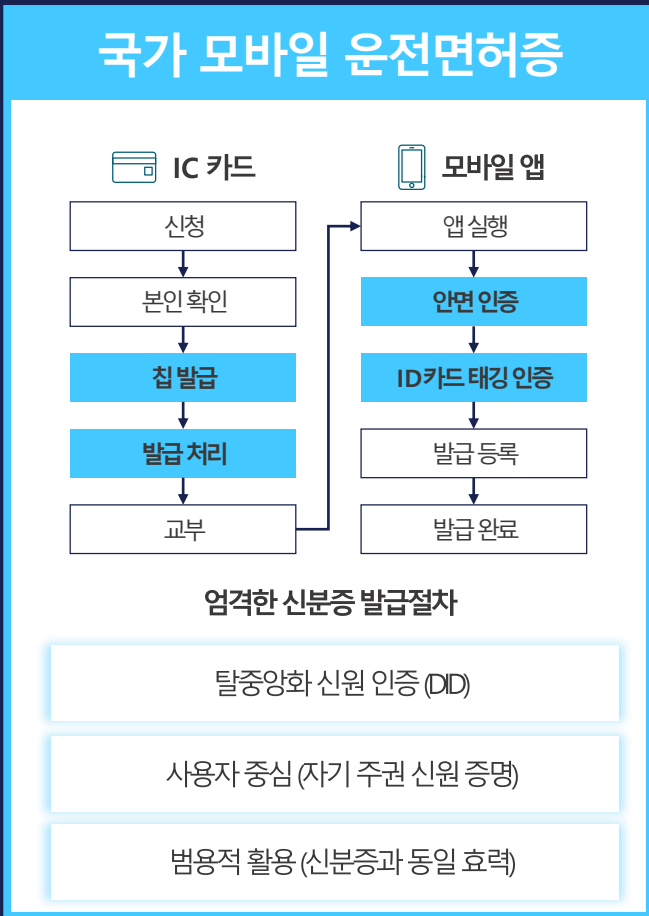 국가 모바일 운전면허증
IC 카드
신청
본인 확인
칩 발급
발급 처리
교부
모바일 앱
앱 실행
안면 인증
ID카드 태깅 인증
발급 등록
발급 완료
엄격한 신분증 발급절차
탈중앙화 신원 인증 (DID)
사용자 중심 (자기 주권 신원 증명)
범용적 활용 (신분증과 동일 효력)